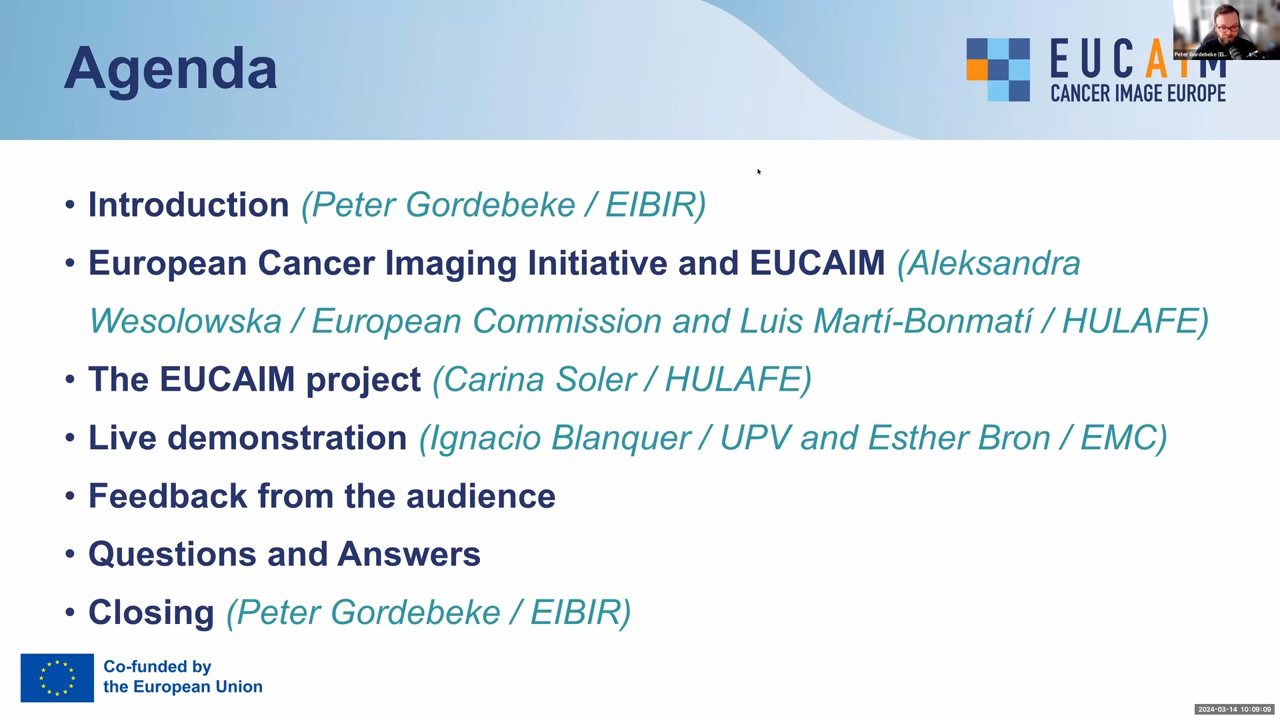 Agenda
EUCAIM
CANCER IMAGE EUROPE
• Introduction (Peter Gordebeke / EIBIR)
• European Cancer Imaging Initiative and EUCAIM (Aleksandra
Wesolowska / European Commission and Luis Martí-Bonmatí / HULAFE)
• The EUCAIM project (Carina Soler / HULAFE)
• Live demonstration (Ignacio Blanquer / UPV and Esther Bron / EMC)
• Feedback from the audience
• Questions and Answers
• Closing (Peter Gordebeke / EIBIR)
Co-funded by
the European Union
Peter Gordebeke
2024-03-14 10:09:09